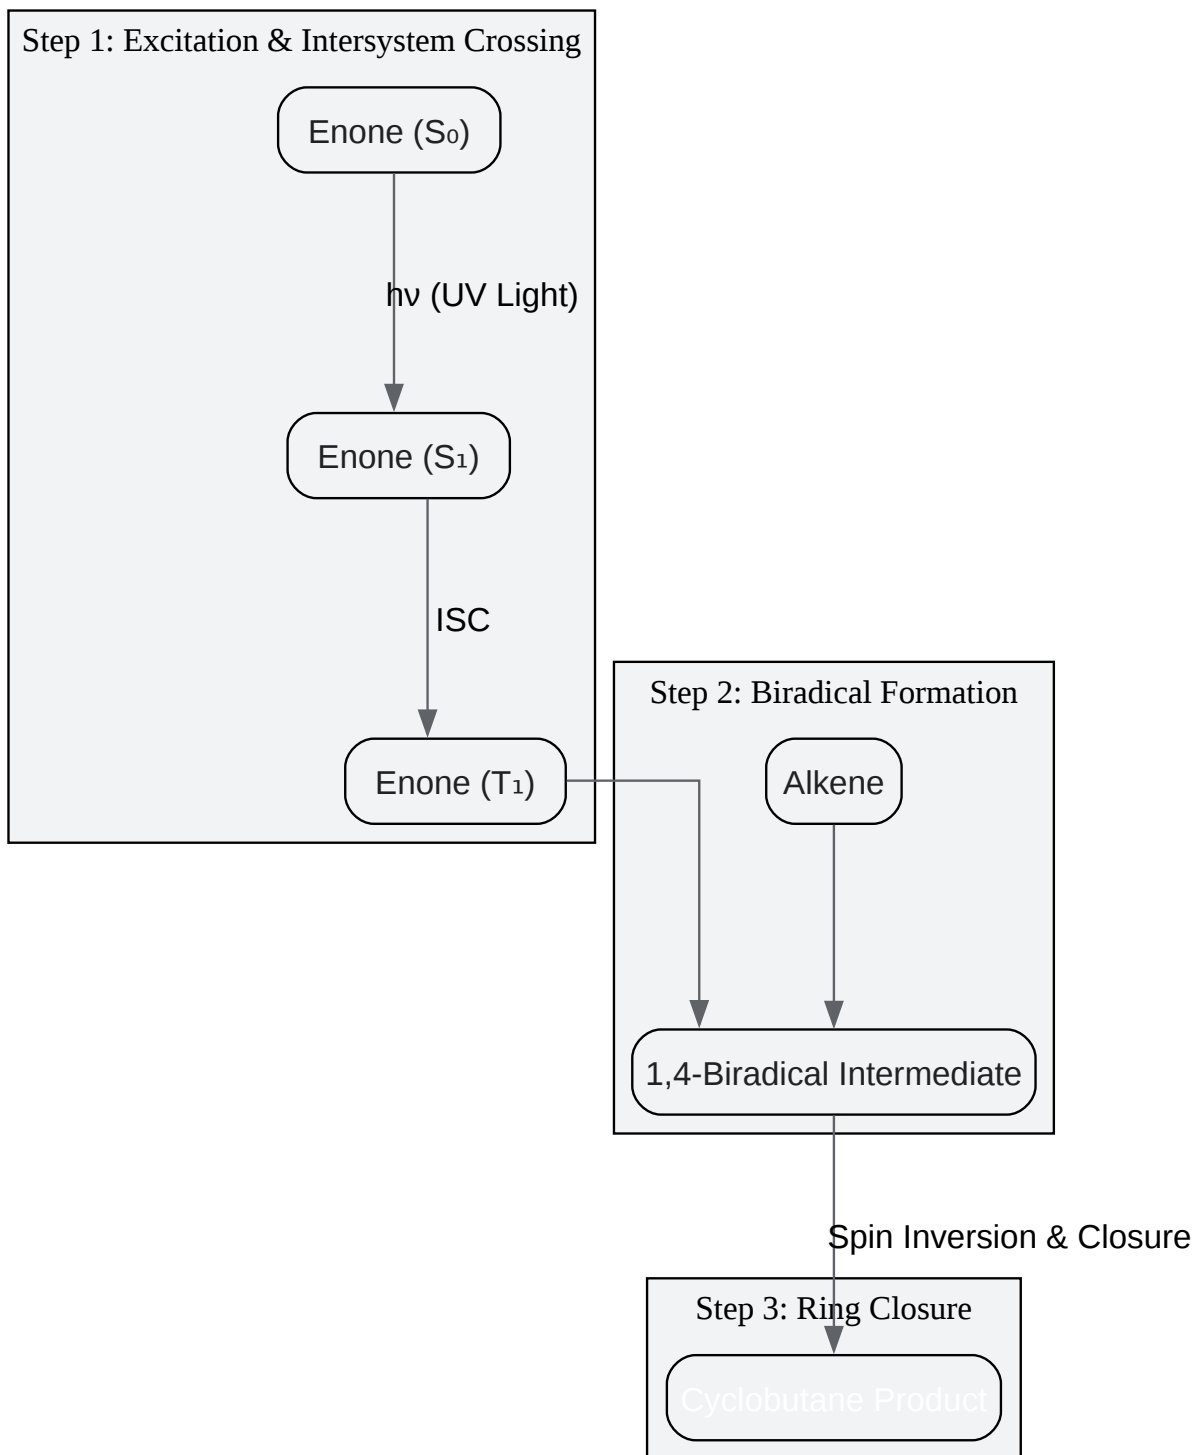 Step 1: Excitation & Intersystem Crossing
Enone (S₀)
hν (UV Light)
Enone (S₁)
ISC
Enone (T₁)
Step 2: Biradical Formation
Alkene
1,4-Biradical Intermediate
Spin Inversion & Closure
Step 3: Ring Closure
Cyclobutane Product